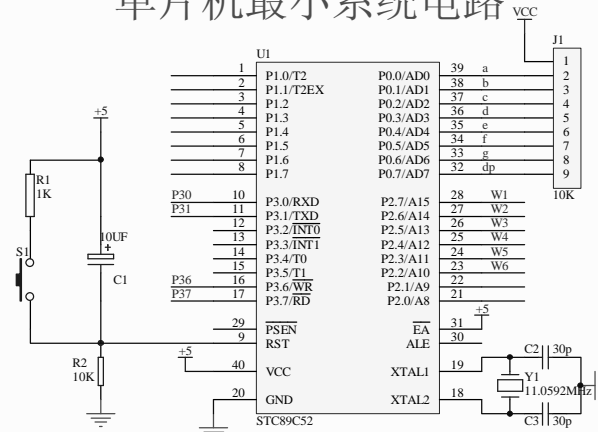 单片机最小系统电路
VCC
U1
J1
1 P1.0/T2 P0.0/AD0 39 a 1
2 P1.1/T2EX P0.1/AD1 38 b 2
3 P1.2 P0.2/AD2 37 c 3
4 P1.3 P0.3/AD3 36 d 4
5 P1.4 P0.4/AD4 35 e 5
6 P1.5 P0.5/AD5 34 f 6
7 P1.6 P0.6/AD6 33 g 7
8 P1.7 P0.7/AD7 32 dp 8
9
10K
+5
R1
1K
S1
10UF
+
C1
R2
10K
P30 10 P3.0/RXD P2.7/A15 28 W1
P31 11 P3.1/TXD P2.6/A14 27 W2
12 P3.2/INT0 P2.5/A13 26 W3
13 P3.3/INT1 P2.4/A12 25 W4
14 P3.4/T0 P2.3/A11 24 W5
15 P3.5/T1 P2.2/A10 23 W6
P36 16 P3.6/WR P2.1/A9 22
P37 17 P3.7/RD P2.0/A8 21
+5
29 PSEN EA 31
9 RST ALE 30
+5
40 VCC XTAL1 19
20 GND XTAL2 18
STC89C52
C2 30p
Y1
11.0592MHz
C3 30p